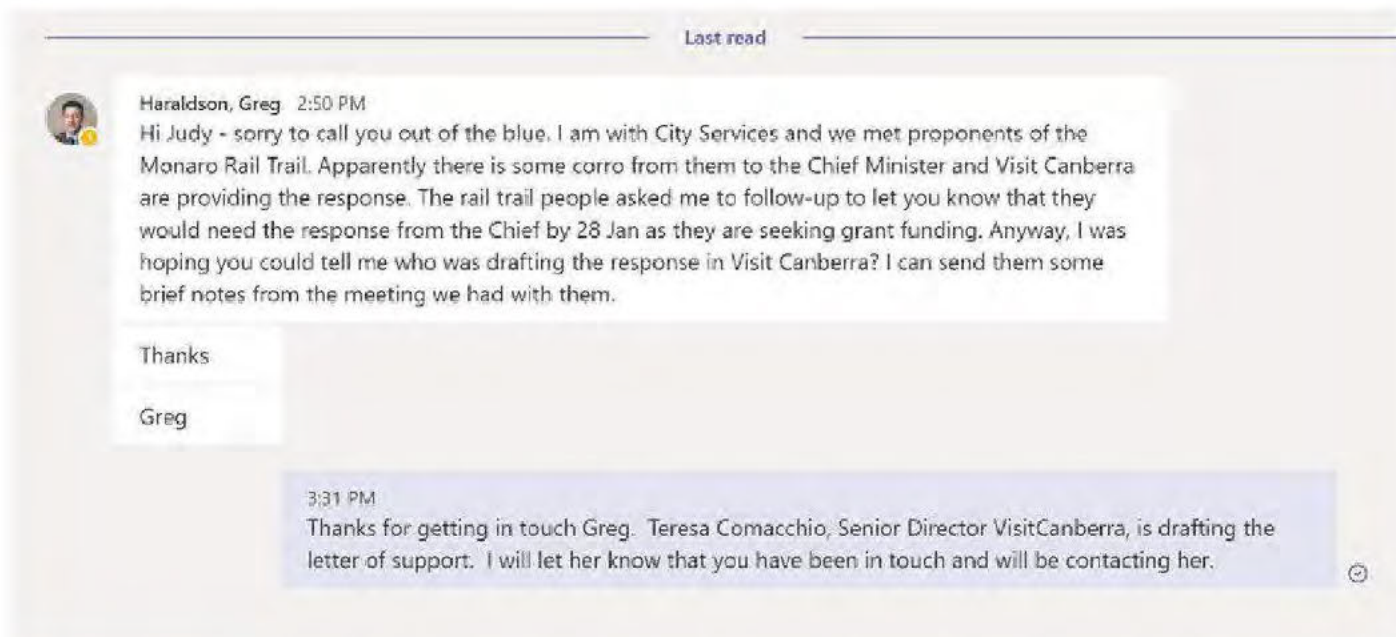 Last read
Haraldson, Greg 2:50 PM
Hi Judy - sorry to call you out of the blue. I am with City Services and we met proponents of the
Monaro Rail Trail. Apparently there is some corro from them to the Chief Minister and Visit Canberra
are providing the response. The rail trail people asked me to follow-up to let you know that they
would need the response from the Chief by 28 Jan as they are seeking grant funding. Anyway, I was
hoping you could tell me who was drafting the response in Visit Canberra? I can send them some
brief notes from the meeting we had with them.
Thanks
Greg
3:31 PM
Thanks for getting in touch Greg. Teresa Comacchio, Senior Director VisitCanberra, is drafting the
letter of support. I will let her know that you have been in touch and will be contacting her.